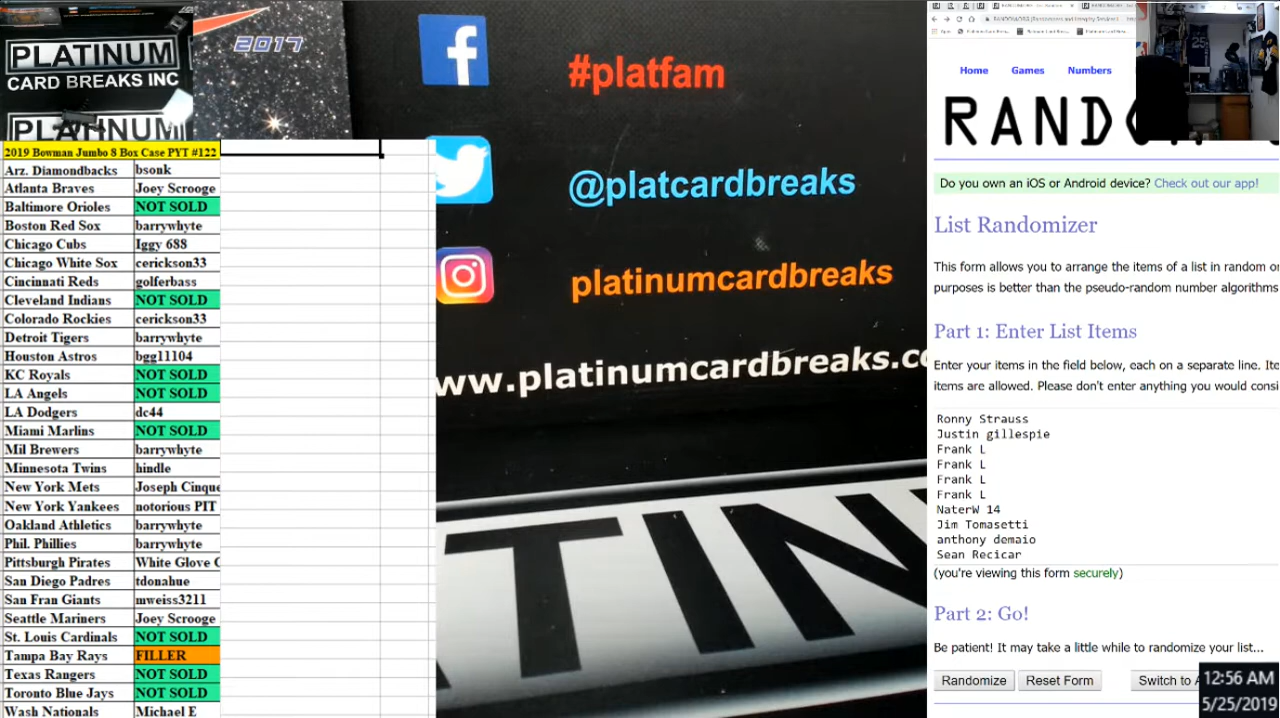 PLATINUM
CARD BREAKS INC
PLATINUM
2017
2019 Bowman Jumbo 8 Box Case PYT #122
Arz. Diamondbacks bsonk
Atlanta Braves Joey Scrooge
Baltimore Orioles NOT SOLD
Boston Red Sox barrywhyte
Chicago Cubs Iggy 688
Chicago White Sox cerickson33
Cincinnati Reds golferbass
Cleveland Indians NOT SOLD
Colorado Rockies cerickson33
Detroit Tigers barrywhyte
Houston Astros bgg11104
KC Royals NOT SOLD
LA Angels NOT SOLD
LA Dodgers dc44
Miami Marlins NOT SOLD
Mil Brewers barrywhyte
Minnesota Twins hindle
New York Mets Joseph Cinque
New York Yankees notorious PIT
Oakland Athletics barrywhyte
Phil. Phillies barrywhyte
Pittsburgh Pirates White Glove C
San Diego Padres tdonahue
San Fran Giants mweiss3211
Seattle Mariners Joey Scrooge
St. Louis Cardinals NOT SOLD
Tampa Bay Rays FILLER
Texas Rangers NOT SOLD
Toronto Blue Jays NOT SOLD
Wash Nationals Michael E
#platfam
@platcardbreaks
platinumcardbreaks
www.platinumcardbreaks.co
TIN
Home Games Numbers
RANDO
Do you own an iOS or Android device? Check out our app!
List Randomizer
This form allows you to arrange the items of a list in random or
purposes is better than the pseudo-random number algorithms
Part 1: Enter List Items
Enter your items in the field below, each on a separate line. Ite
items are allowed. Please don't enter anything you would consi
Ronny Strauss
Justin gillespie
Frank L
Frank L
Frank L
Frank L
NaterW 14
Jim Tomasetti
anthony demaio
Sean Recicar
(you're viewing this form securely)
Part 2: Go!
Be patient! It may take a little while to randomize your list...
Randomize Reset Form Switch to A
12:56 AM
5/25/2019